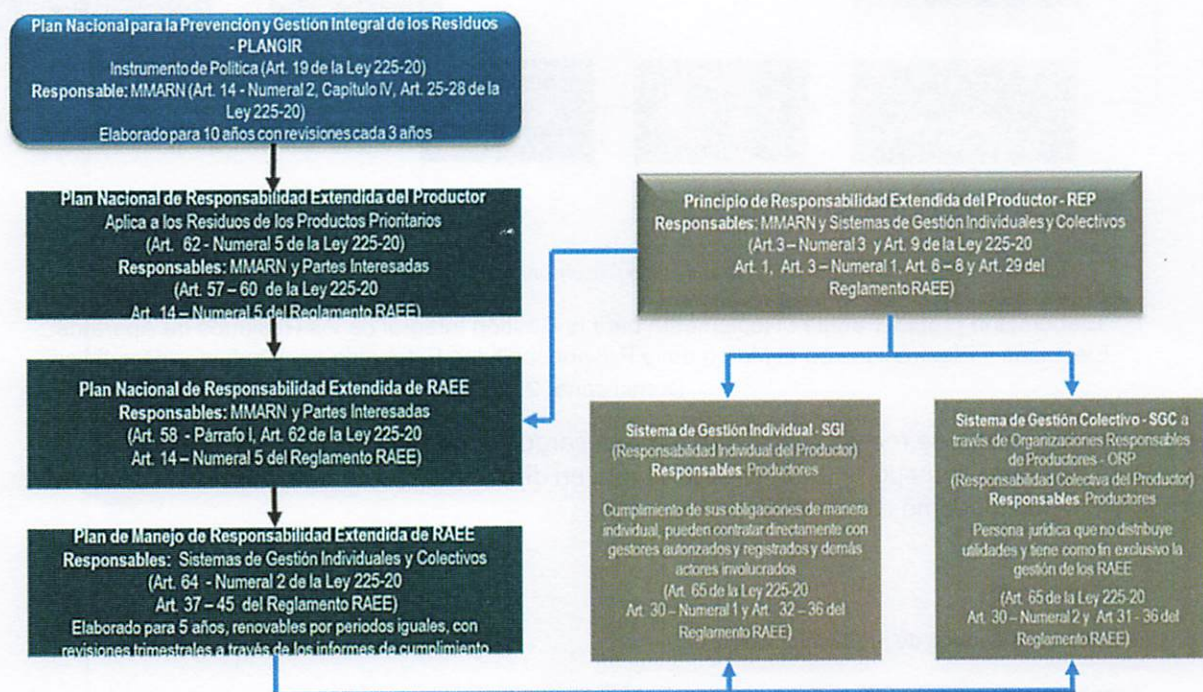 Plan Nacional para la Prevención y Gestión Integral de los Residuos
- PLANGIR
Instrumento de Política (Art. 19 de la Ley 225-20)
Responsable: MMARN (Art. 14 - Numeral 2, Capítulo IV, Art. 25-28 de la
Ley 225-20)
Elaborado para 10 años con revisiones cada 3 años
Plan Nacional de Responsabilidad Extendida del Productor
Aplica a los Residuos de los Productos Prioritarios
(Art. 62 - Numeral 5 de la Ley 225-20)
Responsables: MMARN y Partes Interesadas
(Art. 57 – 60 de la Ley 225-20
Art. 14 – Numeral 5 del Reglamento RAEE)
Plan Nacional de Responsabilidad Extendida de RAEE
Responsables: MMARN y Partes Interesadas
(Art. 58 - Párrafo I, Art. 62 de la Ley 225-20
Art. 14 – Numeral 5 del Reglamento RAEE)
Plan de Manejo de Responsabilidad Extendida de RAEE
Responsables: Sistemas de Gestión Individuales y Colectivos
(Art. 64 - Numeral 2 de la Ley 225-20
Art. 37 – 45 del Reglamento RAEE)
Elaborado para 5 años, renovables por periodos iguales, con
revisiones trimestrales a través de los informes de cumplimiento
Principio de Responsabilidad Extendida del Productor - REP
Responsables: MMARN y Sistemas de Gestión Individuales y Colectivos
(Art.3 – Numeral 3 y Art. 9 de la Ley 225-20
Art. 1, Art. 3 – Numeral 1, Art. 6 – 8 y Art. 29 del
Reglamento RAEE)
Sistema de Gestión Individual - SGI
(Responsabilidad Individual del Productor)
Responsables: Productores
Cumplimiento de sus obligaciones de manera
individual, pueden contratar directamente con
gestores autorizados y registrados y demás
actores involucrados
(Art. 65 de la Ley 225-20
Art. 30 – Numeral 1 y Art. 32 – 36 del
Reglamento RAEE)
Sistema de Gestión Colectivo - SGC a
través de Organizaciones Responsables
de Productores - ORP
(Responsabilidad Colectiva del Productor)
Responsables: Productores
Persona jurídica que no distribuye
utilidades y tiene como fin exclusivo la
gestión de los RAEE
(Art. 65 de la Ley 225-20
Art. 30 – Numeral 2 y Art 31 - 36 del
Reglamento RAEE)